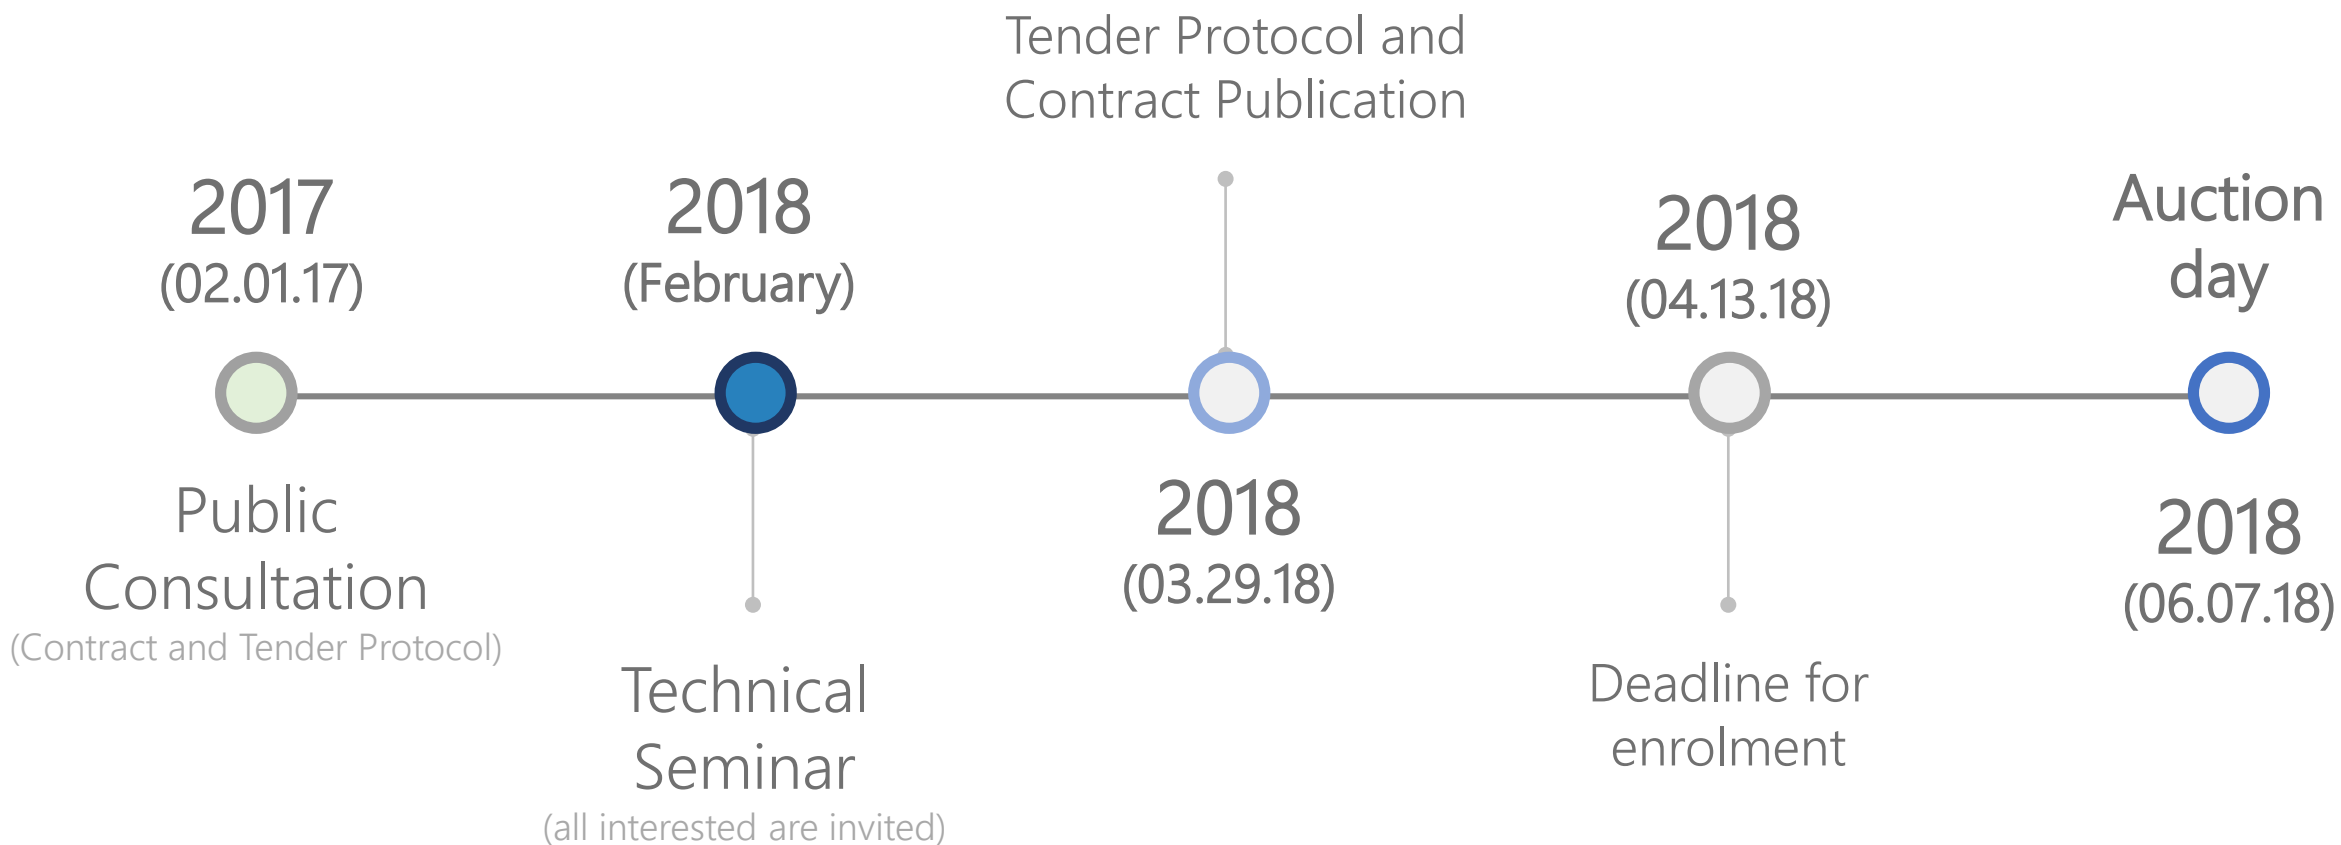 2017
(02.01.17)
Public
Consultation
(Contract and Tender Protocol)
2018
(February)
Technical
Seminar
(all interested are invited)
Tender Protocol and
Contract Publication
2018
(03.29.18)
2018
(04.13.18)
Deadline for
enrolment
Auction
day
2018
(06.07.18)